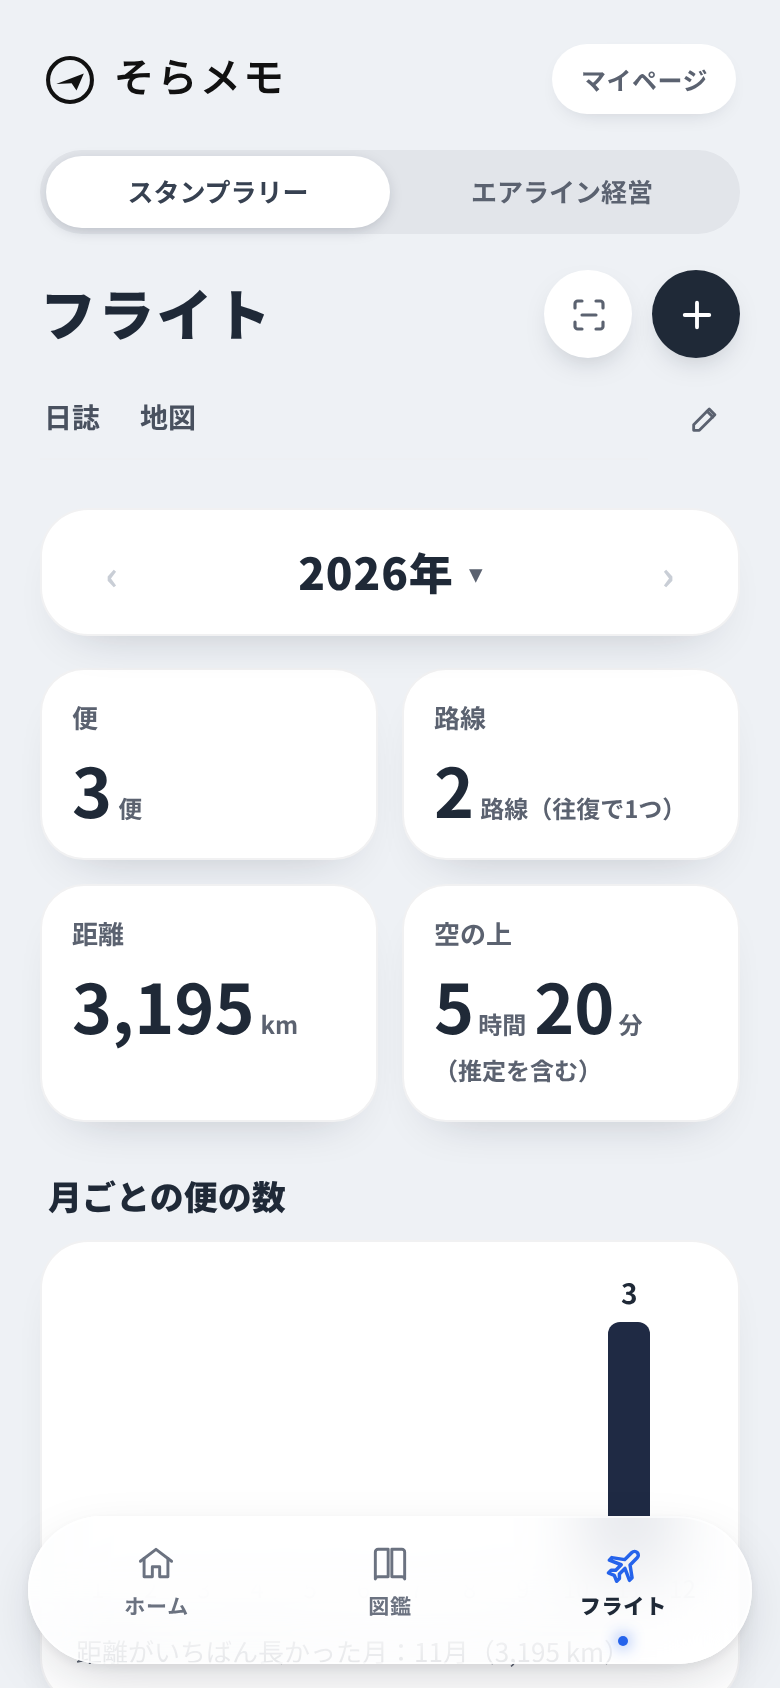 そらメモ
マイページ
スタンプラリー
エアライン経営
フライト
日誌
地図
‹
2026年 ▼
›
便
3 便
路線
2 路線（往復で1つ）
距離
3,195 km
空の上
5 時間 20 分
（推定を含む）
月ごとの便の数
3
12
ホーム
図鑑
フライト
距離がいちばん長かった月：11月（3,195 km）